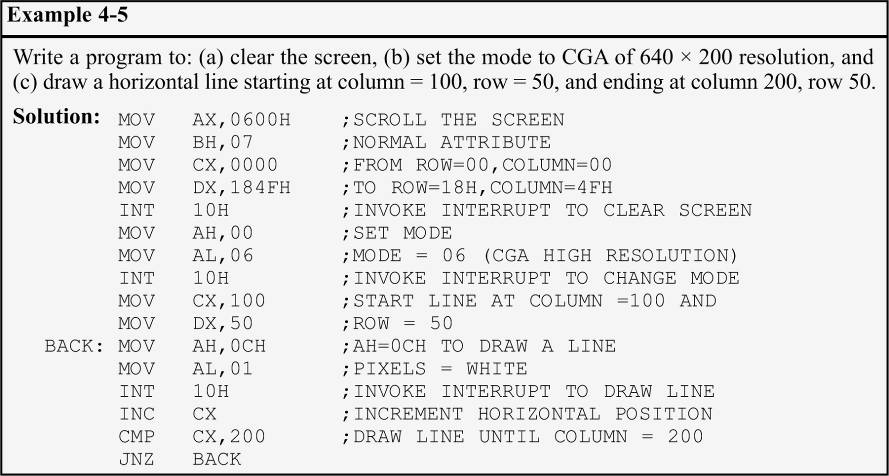 Example 4-5
Write a program to: (a) clear the screen, (b) set the mode to CGA of 640 × 200 resolution, and
(c) draw a horizontal line starting at column = 100, row = 50, and ending at column 200, row 50.
Solution: MOV AX,0600H ;SCROLL THE SCREEN
MOV BH,07 ;NORMAL ATTRIBUTE
MOV CX,0000 ;FROM ROW=00,COLUMN=00
MOV DX,184FH ;TO ROW=18H,COLUMN=4FH
INT 10H ;INVOKE INTERRUPT TO CLEAR SCREEN
MOV AH,00 ;SET MODE
MOV AL,06 ;MODE = 06 (CGA HIGH RESOLUTION)
INT 10H ;INVOKE INTERRUPT TO CHANGE MODE
MOV CX,100 ;START LINE AT COLUMN =100 AND
MOV DX,50 ;ROW = 50
BACK: MOV AH,0CH ;AH=0CH TO DRAW A LINE
MOV AL,01 ;PIXELS = WHITE
INT 10H ;INVOKE INTERRUPT TO DRAW LINE
INC CX ;INCREMENT HORIZONTAL POSITION
CMP CX,200 ;DRAW LINE UNTIL COLUMN = 200
JNZ BACK